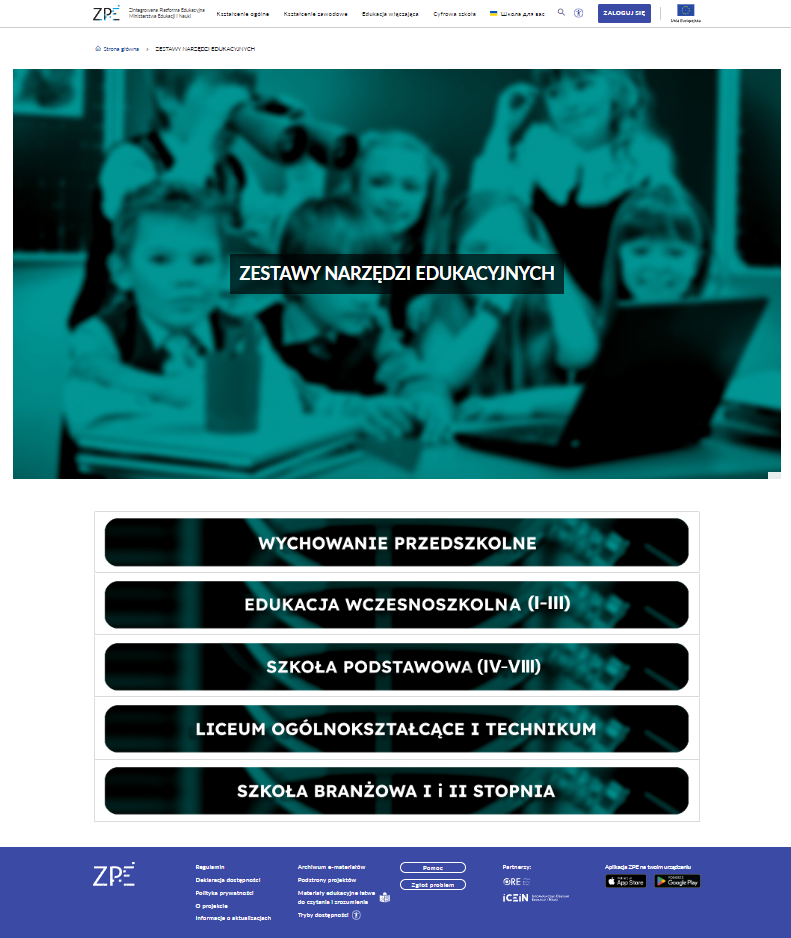 ZPE
Zintegrowana Platforma Edukacyjna
Ministerstwa Edukacji i Nauki
Kształcenie ogólne
Kształcenie zawodowe
Edukacja włączająca
Cyfrowa szkoła
Школа для вас
ZALOGUJ SIĘ
Unia Europejska
Strona główna › ZESTAWY NARZĘDZI EDUKACYJNYCH
ZESTAWY NARZĘDZI EDUKACYJNYCH
WYCHOWANIE PRZEDSZKOLNE
EDUKACJA WCZESNOSZKOLNA (I-III)
SZKOŁA PODSTAWOWA (IV-VIII)
LICEUM OGÓLNOKSZTAŁCĄCE I TECHNIKUM
SZKOŁA BRANŻOWA I i II STOPNIA
ZPE
Regulamin
Deklaracja dostępności
Polityka prywatności
O projekcie
Informacje o aktualizacjach
Archiwum e-materiałów
Podstrony projektów
Materiały edukacyjne łatwe
do czytania i zrozumienia
Tryby dostępności
Pomoc
Zgłoś problem
Partnerzy:
ORE
ICEIN
Aplikacja ZPE na twoim urządzeniu
App Store
Google Play